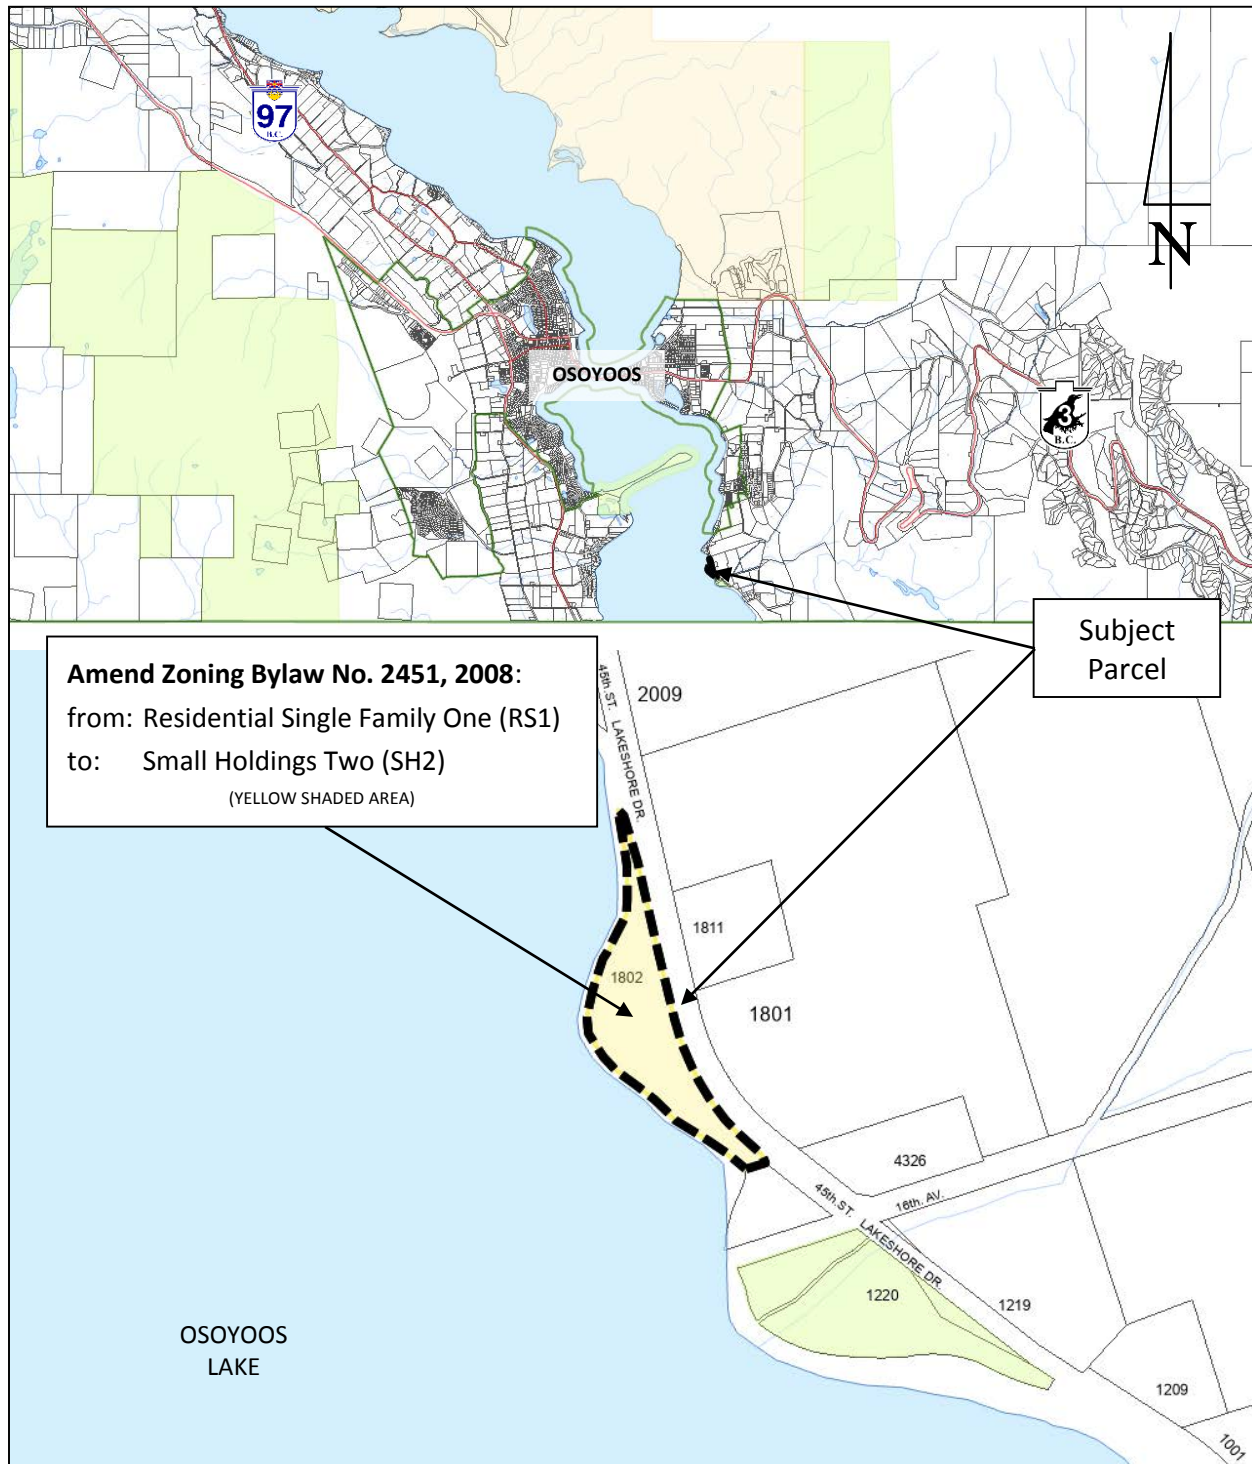 97
B.C.
N
OSOYOOS
3
B.C.
Subject
Parcel
Amend Zoning Bylaw No. 2451, 2008:
from: Residential Single Family One (RS1)
to: Small Holdings Two (SH2)
(YELLOW SHADED AREA)
45th.ST. LAKESHORE DR.
2009
1811
1802
1801
4326
16th. AV.
45th.ST. LAKESHORE DR.
1220
1219
1209
1001
OSOYOOS
LAKE